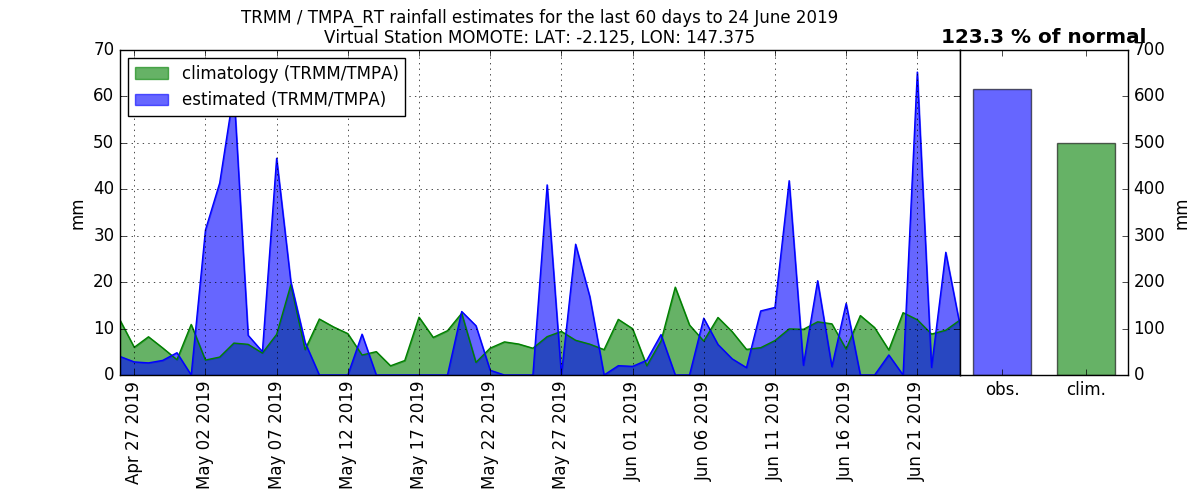 TRMM / TMPA_RT rainfall estimates for the last 60 days to 24 June 2019
Virtual Station MOMOTE: LAT: -2.125, LON: 147.375
123.3 % of normal
climatology (TRMM/TMPA)
estimated (TRMM/TMPA)
70
60
50
40
30
20
10
0
mm
Apr 27 2019
May 02 2019
May 07 2019
May 12 2019
May 17 2019
May 22 2019
May 27 2019
Jun 01 2019
Jun 06 2019
Jun 11 2019
Jun 16 2019
Jun 21 2019
obs.
clim.
700
600
500
400
300
200
100
0
mm